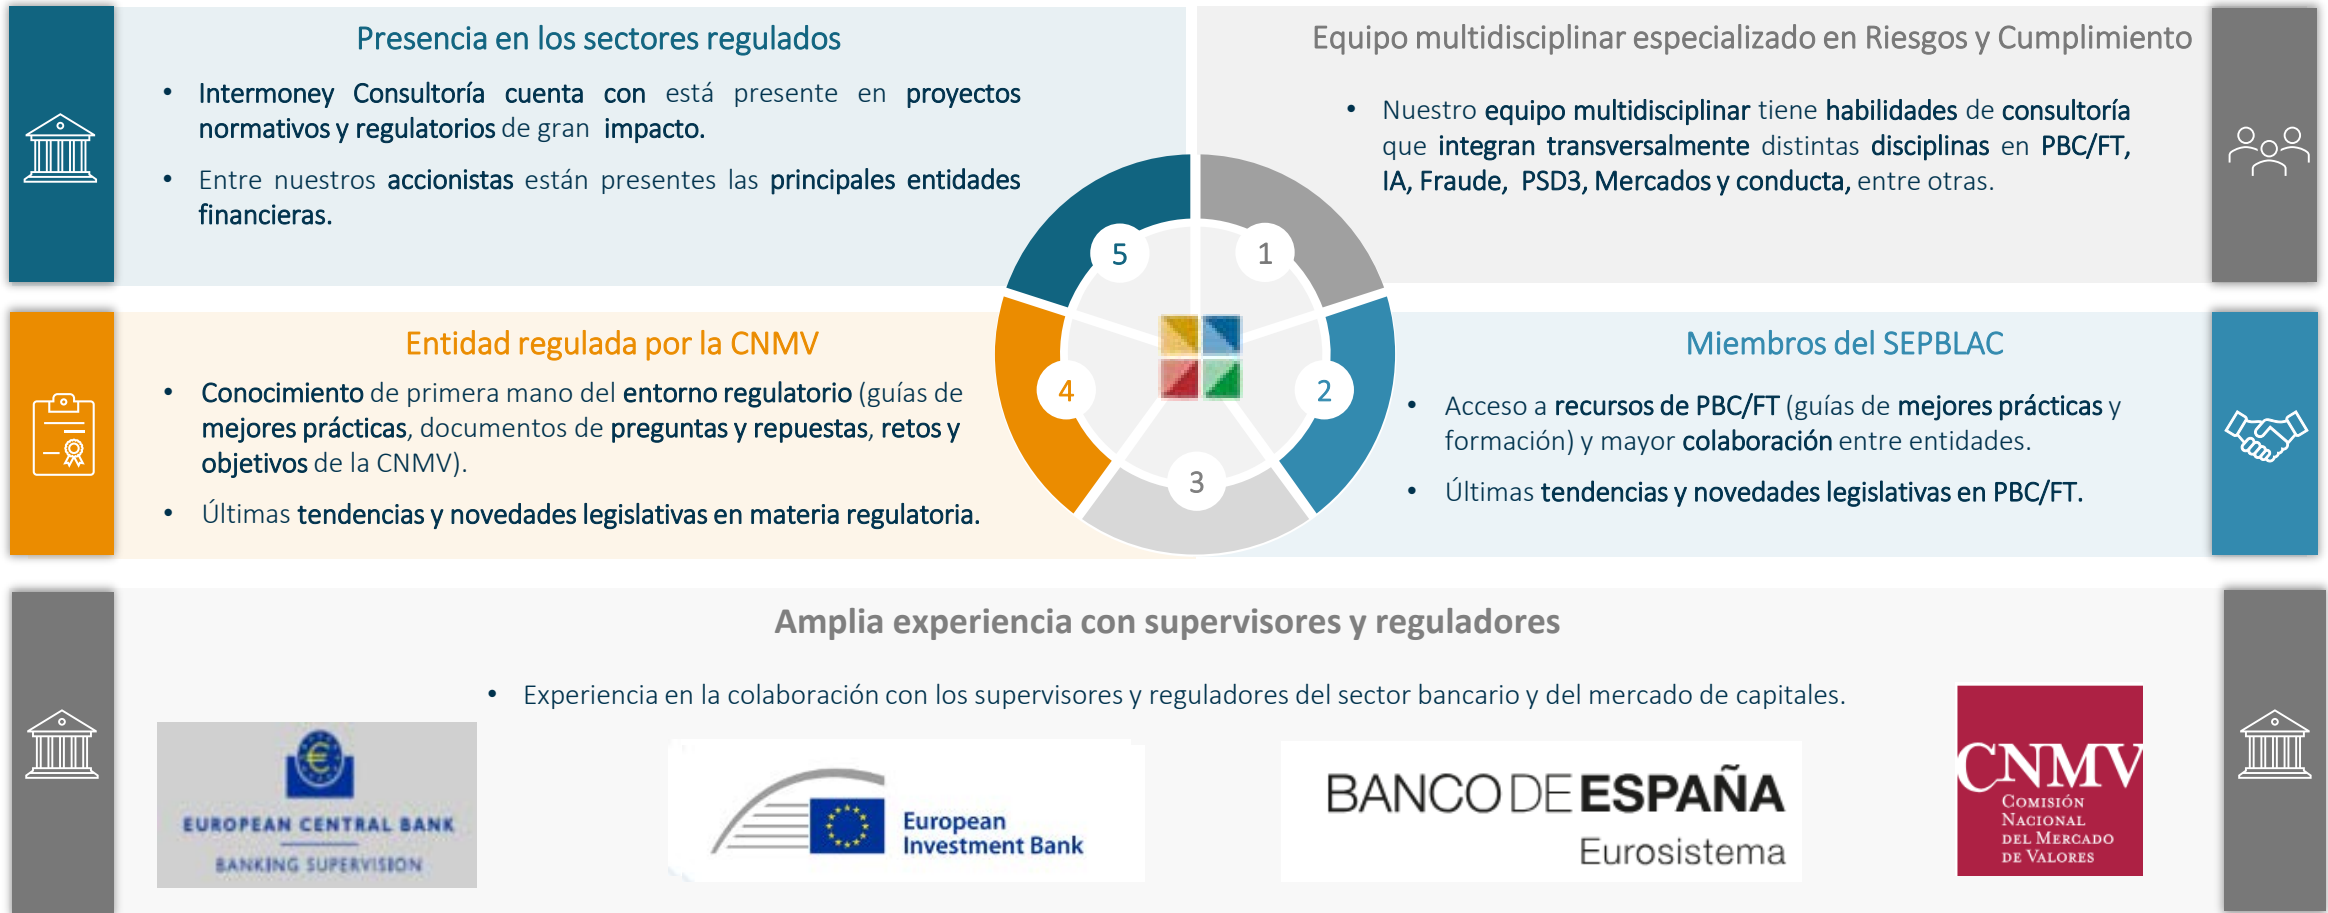 Presencia en los sectores regulados
• Intermoney Consultoría cuenta con está presente en proyectos
normativos y regulatorios de gran impacto.
• Entre nuestros accionistas están presentes las principales entidades
financieras.
Equipo multidisciplinar especializado en Riesgos y Cumplimiento
• Nuestro equipo multidisciplinar tiene habilidades de consultoría
que integran transversalmente distintas disciplinas en PBC/FT,
IA, Fraude, PSD3, Mercados y conducta, entre otras.
5
1
4
2
3
Entidad regulada por la CNMV
• Conocimiento de primera mano del entorno regulatorio (guías de
mejores prácticas, documentos de preguntas y repuestas, retos y
objetivos de la CNMV).
• Últimas tendencias y novedades legislativas en materia regulatoria.
Miembros del SEPBLAC
• Acceso a recursos de PBC/FT (guías de mejores prácticas y
formación) y mayor colaboración entre entidades.
• Últimas tendencias y novedades legislativas en PBC/FT.
Amplia experiencia con supervisores y reguladores
• Experiencia en la colaboración con los supervisores y reguladores del sector bancario y del mercado de capitales.
EUROPEAN CENTRAL BANK
BANKING SUPERVISION
European
Investment Bank
BANCO DE ESPAÑA
Eurosistema
CNMV
COMISIÓN
NACIONAL
DEL MERCADO
DE VALORES